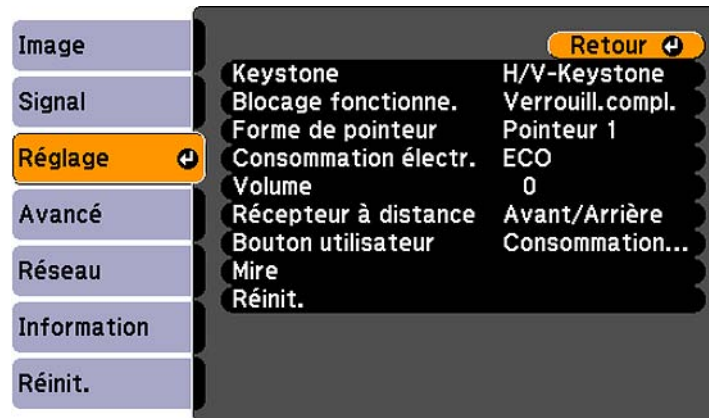 Image
Signal
Réglage
Avancé
Réseau
Information
Réinit.
Retour
Keystone H/V-Keystone
Blocage fonctionne. Verrouill.compl.
Forme de pointeur Pointeur 1
Consommation électr. ECO
Volume 0
Récepteur à distance Avant/Arrière
Bouton utilisateur Consommation...
Mire
Réinit.